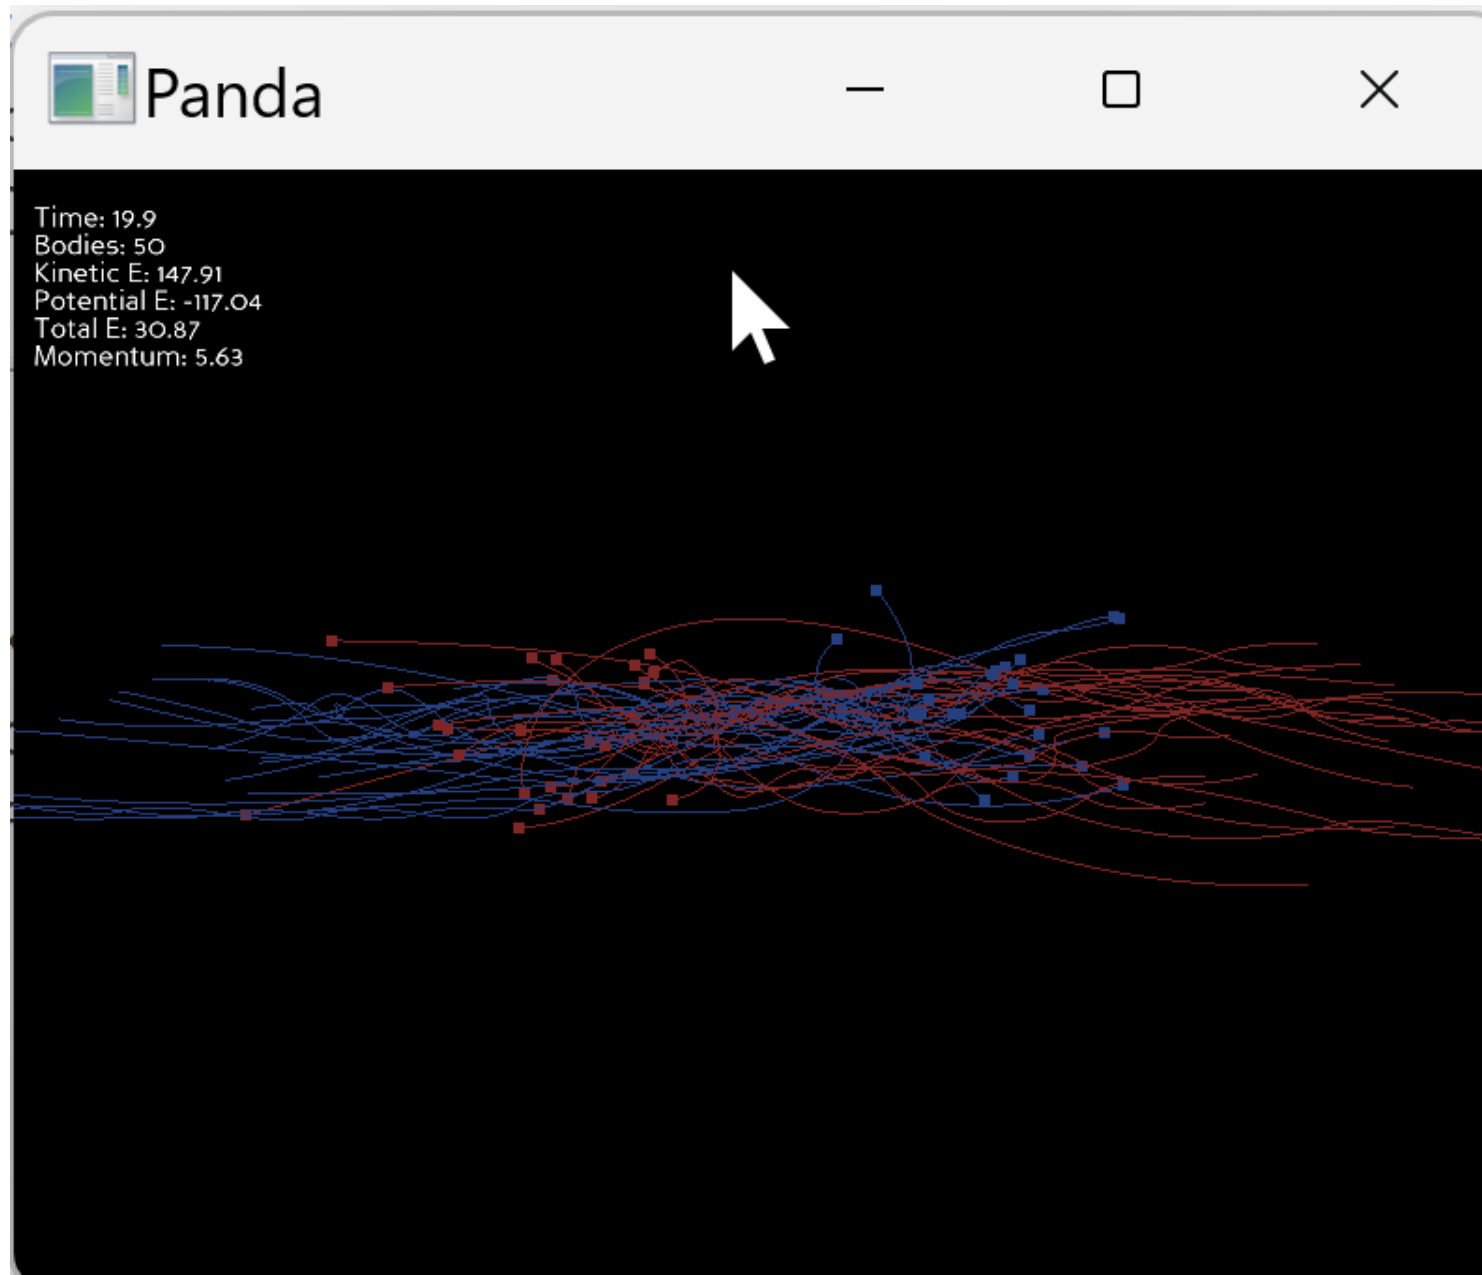 Panda
Time: 19.9
Bodies: 50
Kinetic E: 147.91
Potential E: -117.04
Total E: 30.87
Momentum: 5.63